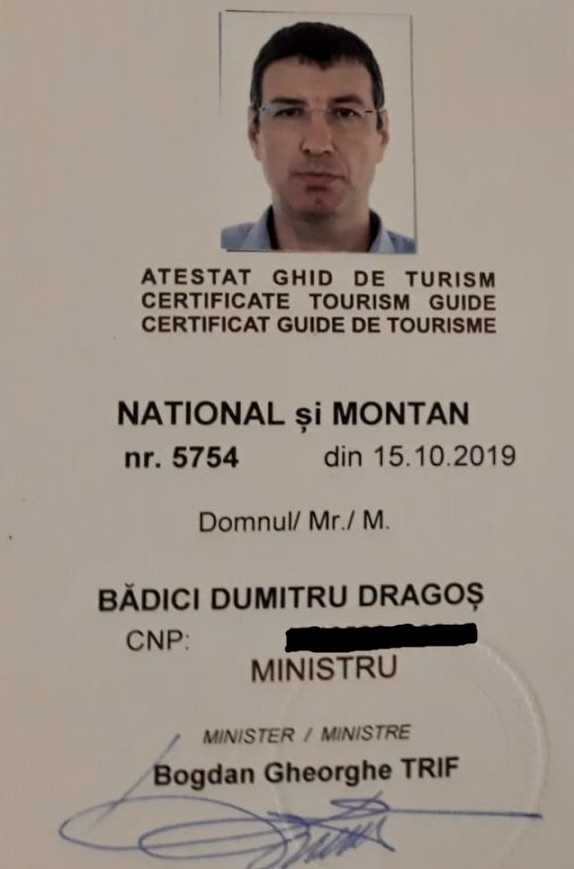 ATESTAT GHID DE TURISM
CERTIFICATE TOURISM GUIDE
CERTIFICAT GUIDE DE TOURISME
NATIONAL și MONTAN
nr. 5754 din 15.10.2019
Domnul/ Mr./ M.
BĂDICI DUMITRU DRAGOȘ
CNP:
MINISTRU
MINISTER / MINISTRE
Bogdan Gheorghe TRIF